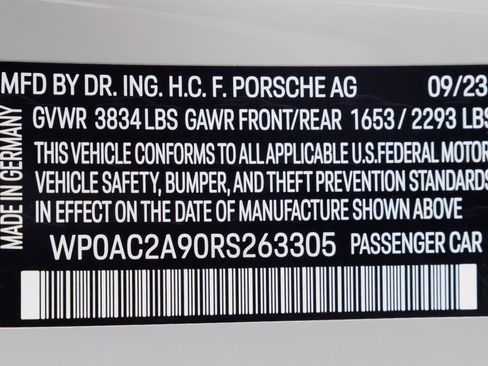 MFD BY DR. ING. H.C. F. PORSCHE AG 09/23
GVWR 3834 LBS GAWR FRONT/REAR 1653 / 2293 LBS
THIS VEHICLE CONFORMS TO ALL APPLICABLE U.S.FEDERAL MOTOR
VEHICLE SAFETY, BUMPER, AND THEFT PREVENTION STANDARDS
IN EFFECT ON THE DATE OF MANUFACTURE SHOWN ABOVE
WP0AC2A90RS263305 PASSENGER CAR
MADE IN GERMANY